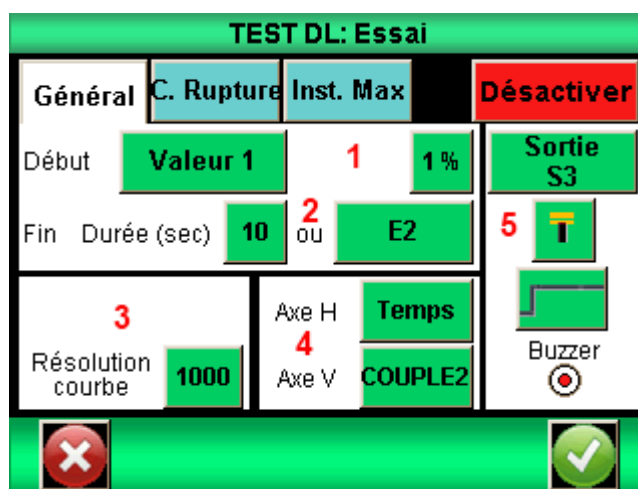 TEST DL: Essai
Général C. Rupture Inst. Max Désactiver
Début Valeur 1 1 1 %
Fin Durée (sec) 10 2 ou E2
Sortie
S3
5
3
Résolution
courbe
1000
Axe H Temps
4
Axe V COUPLE2
Buzzer